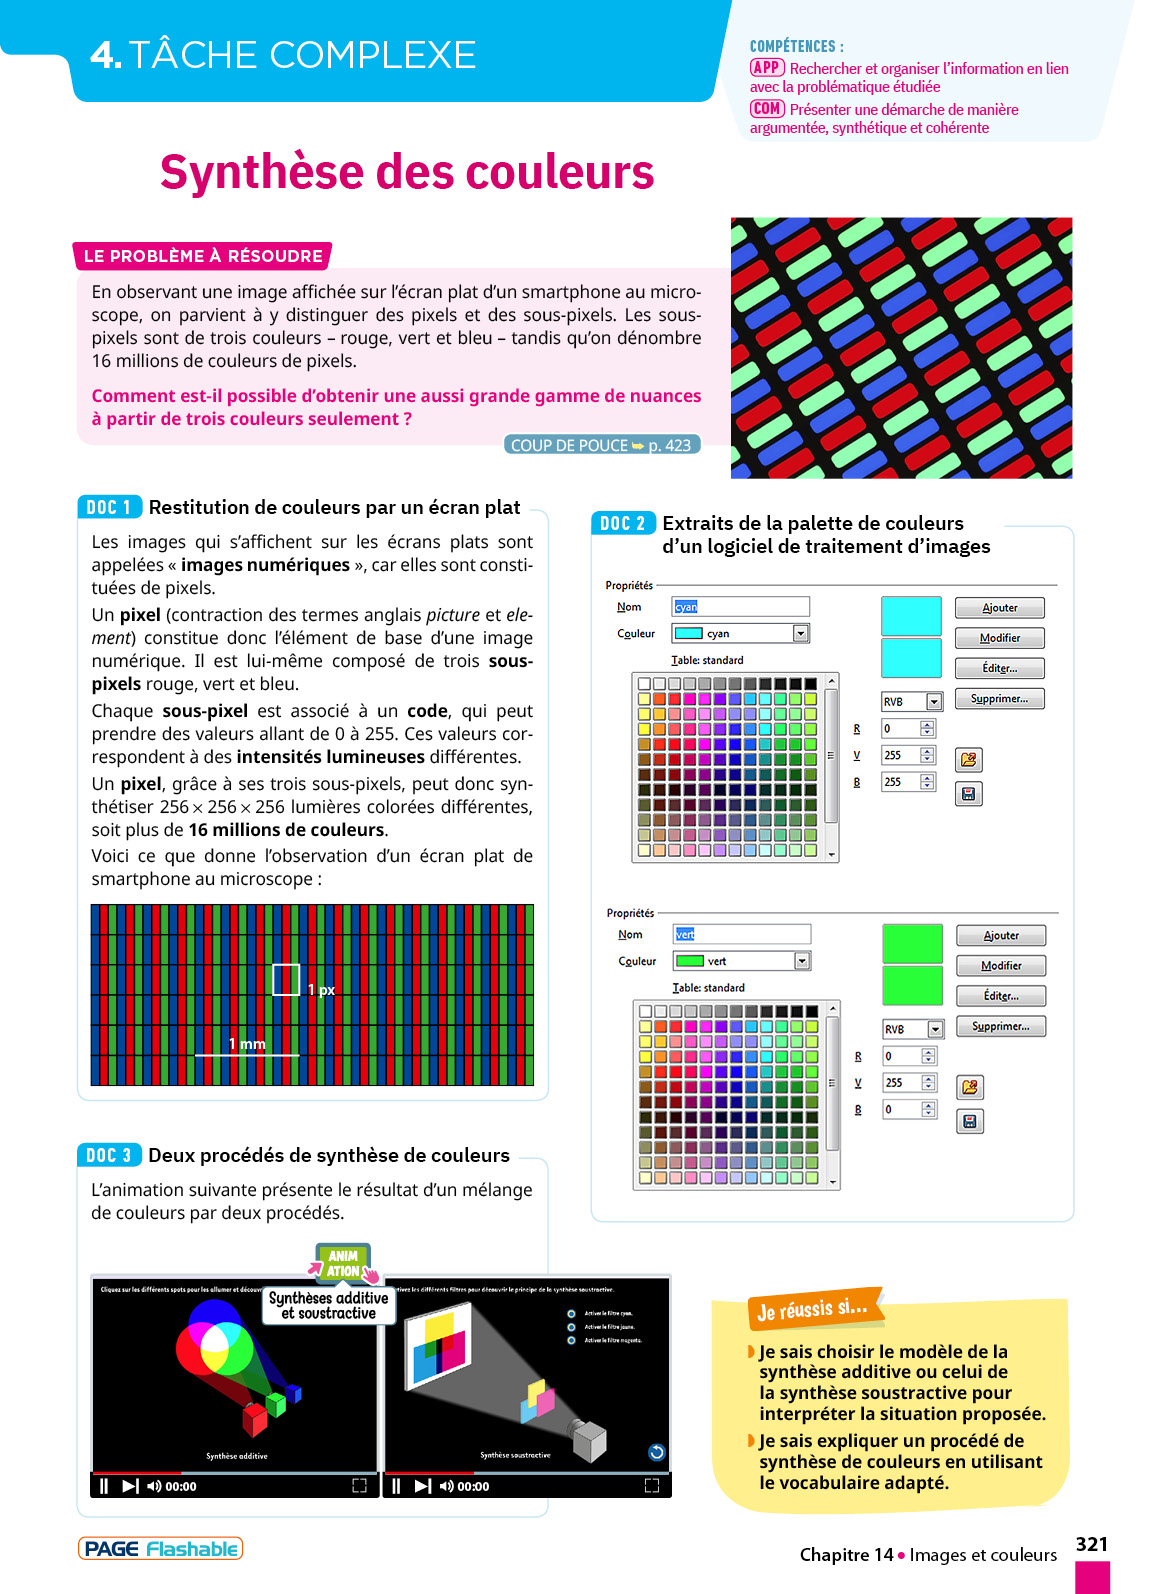 4. TÂCHE COMPLEXE
COMPÉTENCES :
APP Rechercher et organiser l'information en lien
avec la problématique étudiée
COM Présenter une démarche de manière
argumentée, synthétique et cohérente
Synthèse des couleurs
LE PROBLÈME À RÉSOUDRE
En observant une image affichée sur l'écran plat d'un smartphone au micro-
scope, on parvient à y distinguer des pixels et des sous-pixels. Les sous-
pixels sont de trois couleurs – rouge, vert et bleu – tandis qu'on dénombre
16 millions de couleurs de pixels.
Comment est-il possible d'obtenir une aussi grande gamme de nuances
à partir de trois couleurs seulement ?
COUP DE POUCE ➥ p. 423
DOC 1 Restitution de couleurs par un écran plat
Les images qui s'affichent sur les écrans plats sont
appelées « images numériques », car elles sont consti-
tuées de pixels.
Un pixel (contraction des termes anglais picture et ele-
ment) constitue donc l'élément de base d'une image
numérique. Il est lui-même composé de trois sous-
pixels rouge, vert et bleu.
Chaque sous-pixel est associé à un code, qui peut
prendre des valeurs allant de 0 à 255. Ces valeurs cor-
respondent à des intensités lumineuses différentes.
Un pixel, grâce à ses trois sous-pixels, peut donc syn-
thétiser 256 × 256 × 256 lumières colorées différentes,
soit plus de 16 millions de couleurs.
Voici ce que donne l'observation d'un écran plat de
smartphone au microscope :
1 px
1 mm
DOC 2 Extraits de la palette de couleurs
d'un logiciel de traitement d'images
Propriétés
Nom cyan
Couleur cyan
Table: standard
Ajouter
Modifier
Éditer...
Supprimer...
RVB
R 0
V 255
B 255
Propriétés
Nom vert
Couleur vert
Table: standard
Ajouter
Modifier
Éditer...
Supprimer...
RVB
R 0
V 255
B 0
DOC 3 Deux procédés de synthèse de couleurs
L'animation suivante présente le résultat d'un mélange
de couleurs par deux procédés.
ANIM
ATION
Synthèses additive
et soustractive
Cliquez sur les différents spots pour les allumer et découvr
tivez les différents filtres pour découvrir le principe de la synthèse soustractive.
Activer le filtre cyan.
Activer le filtre jaune.
Activer le filtre magenta.
Synthèse additive
Synthèse soustractive
00:00
00:00
Je réussis si...
Je sais choisir le modèle de la
synthèse additive ou celui de
la synthèse soustractive pour
interpréter la situation proposée.
Je sais expliquer un procédé de
synthèse de couleurs en utilisant
le vocabulaire adapté.
PAGE Flashable
Chapitre 14 • Images et couleurs
321